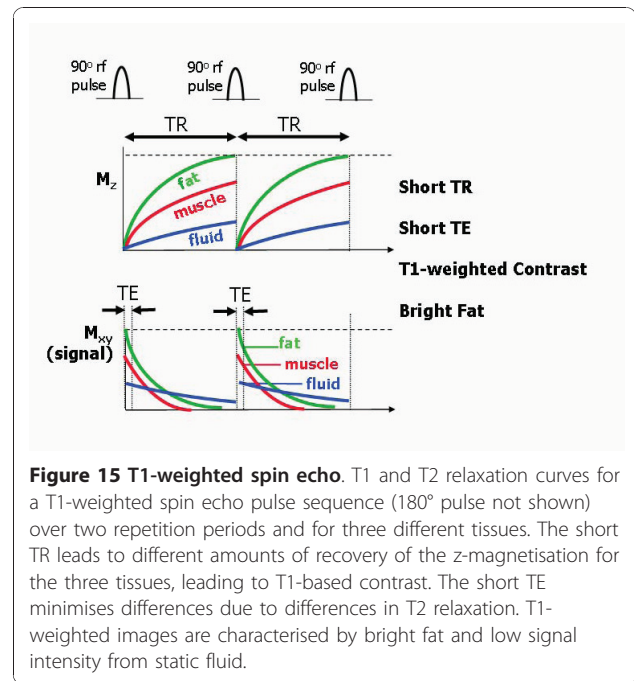 90° rf pulse
90° rf pulse
90° rf pulse
TR
TR
M_z
fat
muscle
fluid
Short TR
Short TE
T1-weighted Contrast
Bright Fat
TE
TE
M_xy (signal)
fat
muscle
fluid
Figure 15 T1-weighted spin echo. T1 and T2 relaxation curves for
a T1-weighted spin echo pulse sequence (180° pulse not shown)
over two repetition periods and for three different tissues. The short
TR leads to different amounts of recovery of the z-magnetisation for
the three tissues, leading to T1-based contrast. The short TE
minimises differences due to differences in T2 relaxation. T1-
weighted images are characterised by bright fat and low signal
intensity from static fluid.